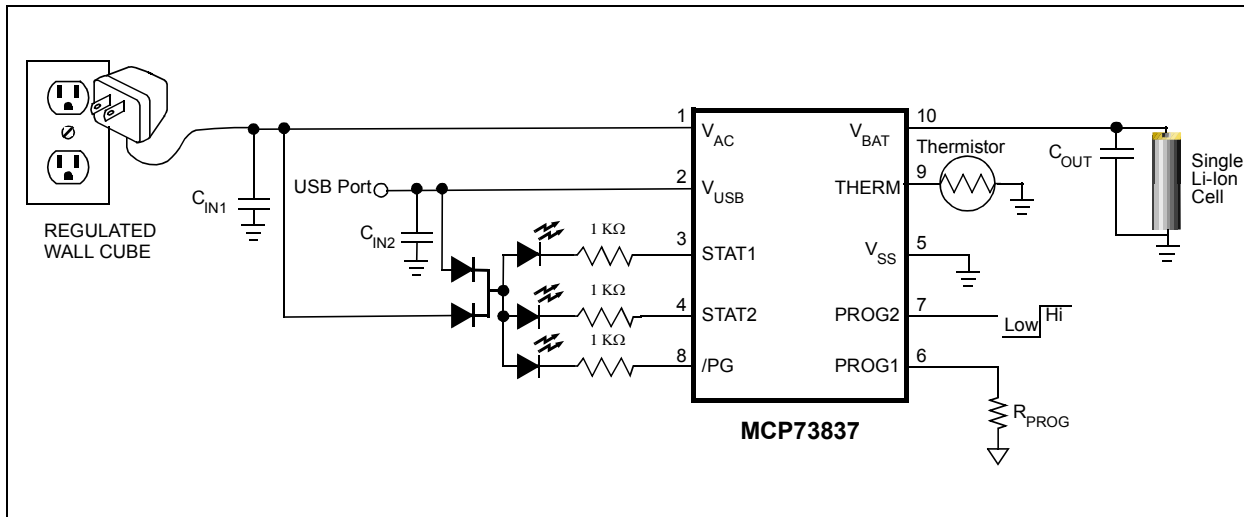 REGULATED
WALL CUBE
C_IN1
USB Port
C_IN2
1 KΩ
1 KΩ
1 KΩ
1
V_AC
2
V_USB
3
STAT1
4
STAT2
8
/PG
10
V_BAT
Thermistor
9
THERM
5
V_SS
7
PROG2
Low
Hi
6
PROG1
R_PROG
C_OUT
Single
Li-Ion
Cell
MCP73837